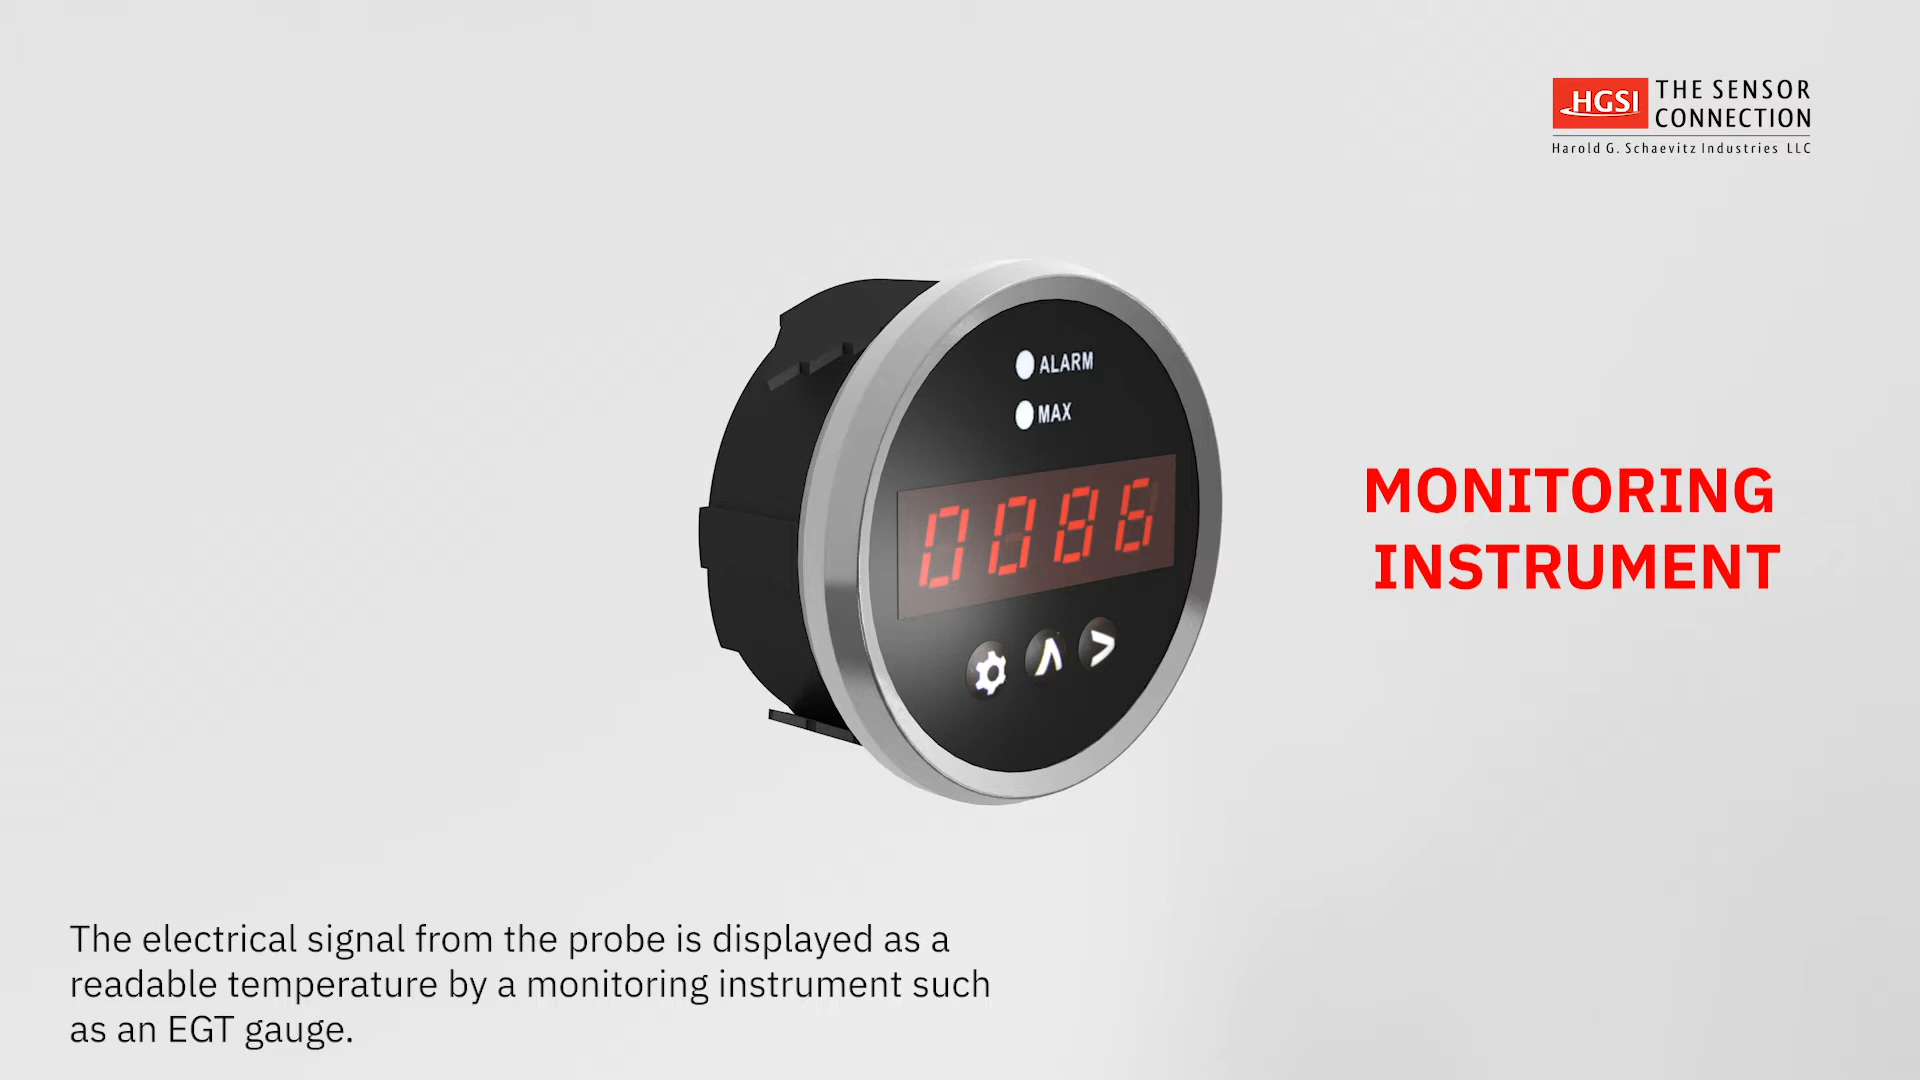 HGSI THE SENSOR
CONNECTION
Harold G. Schaevitz Industries LLC
ALARM
MAX
0086
MONITORING
INSTRUMENT
The electrical signal from the probe is displayed as a
readable temperature by a monitoring instrument such
as an EGT gauge.